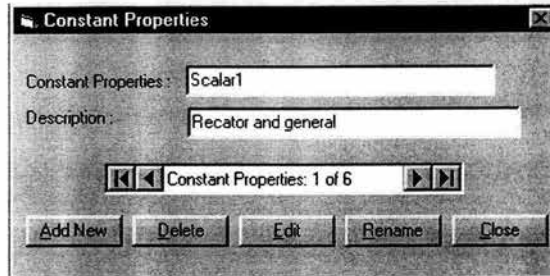 Constant Properties
Constant Properties : Scalar1
Description : Recator and general
Constant Properties: 1 of 6
Add New Delete Edit Rename Close